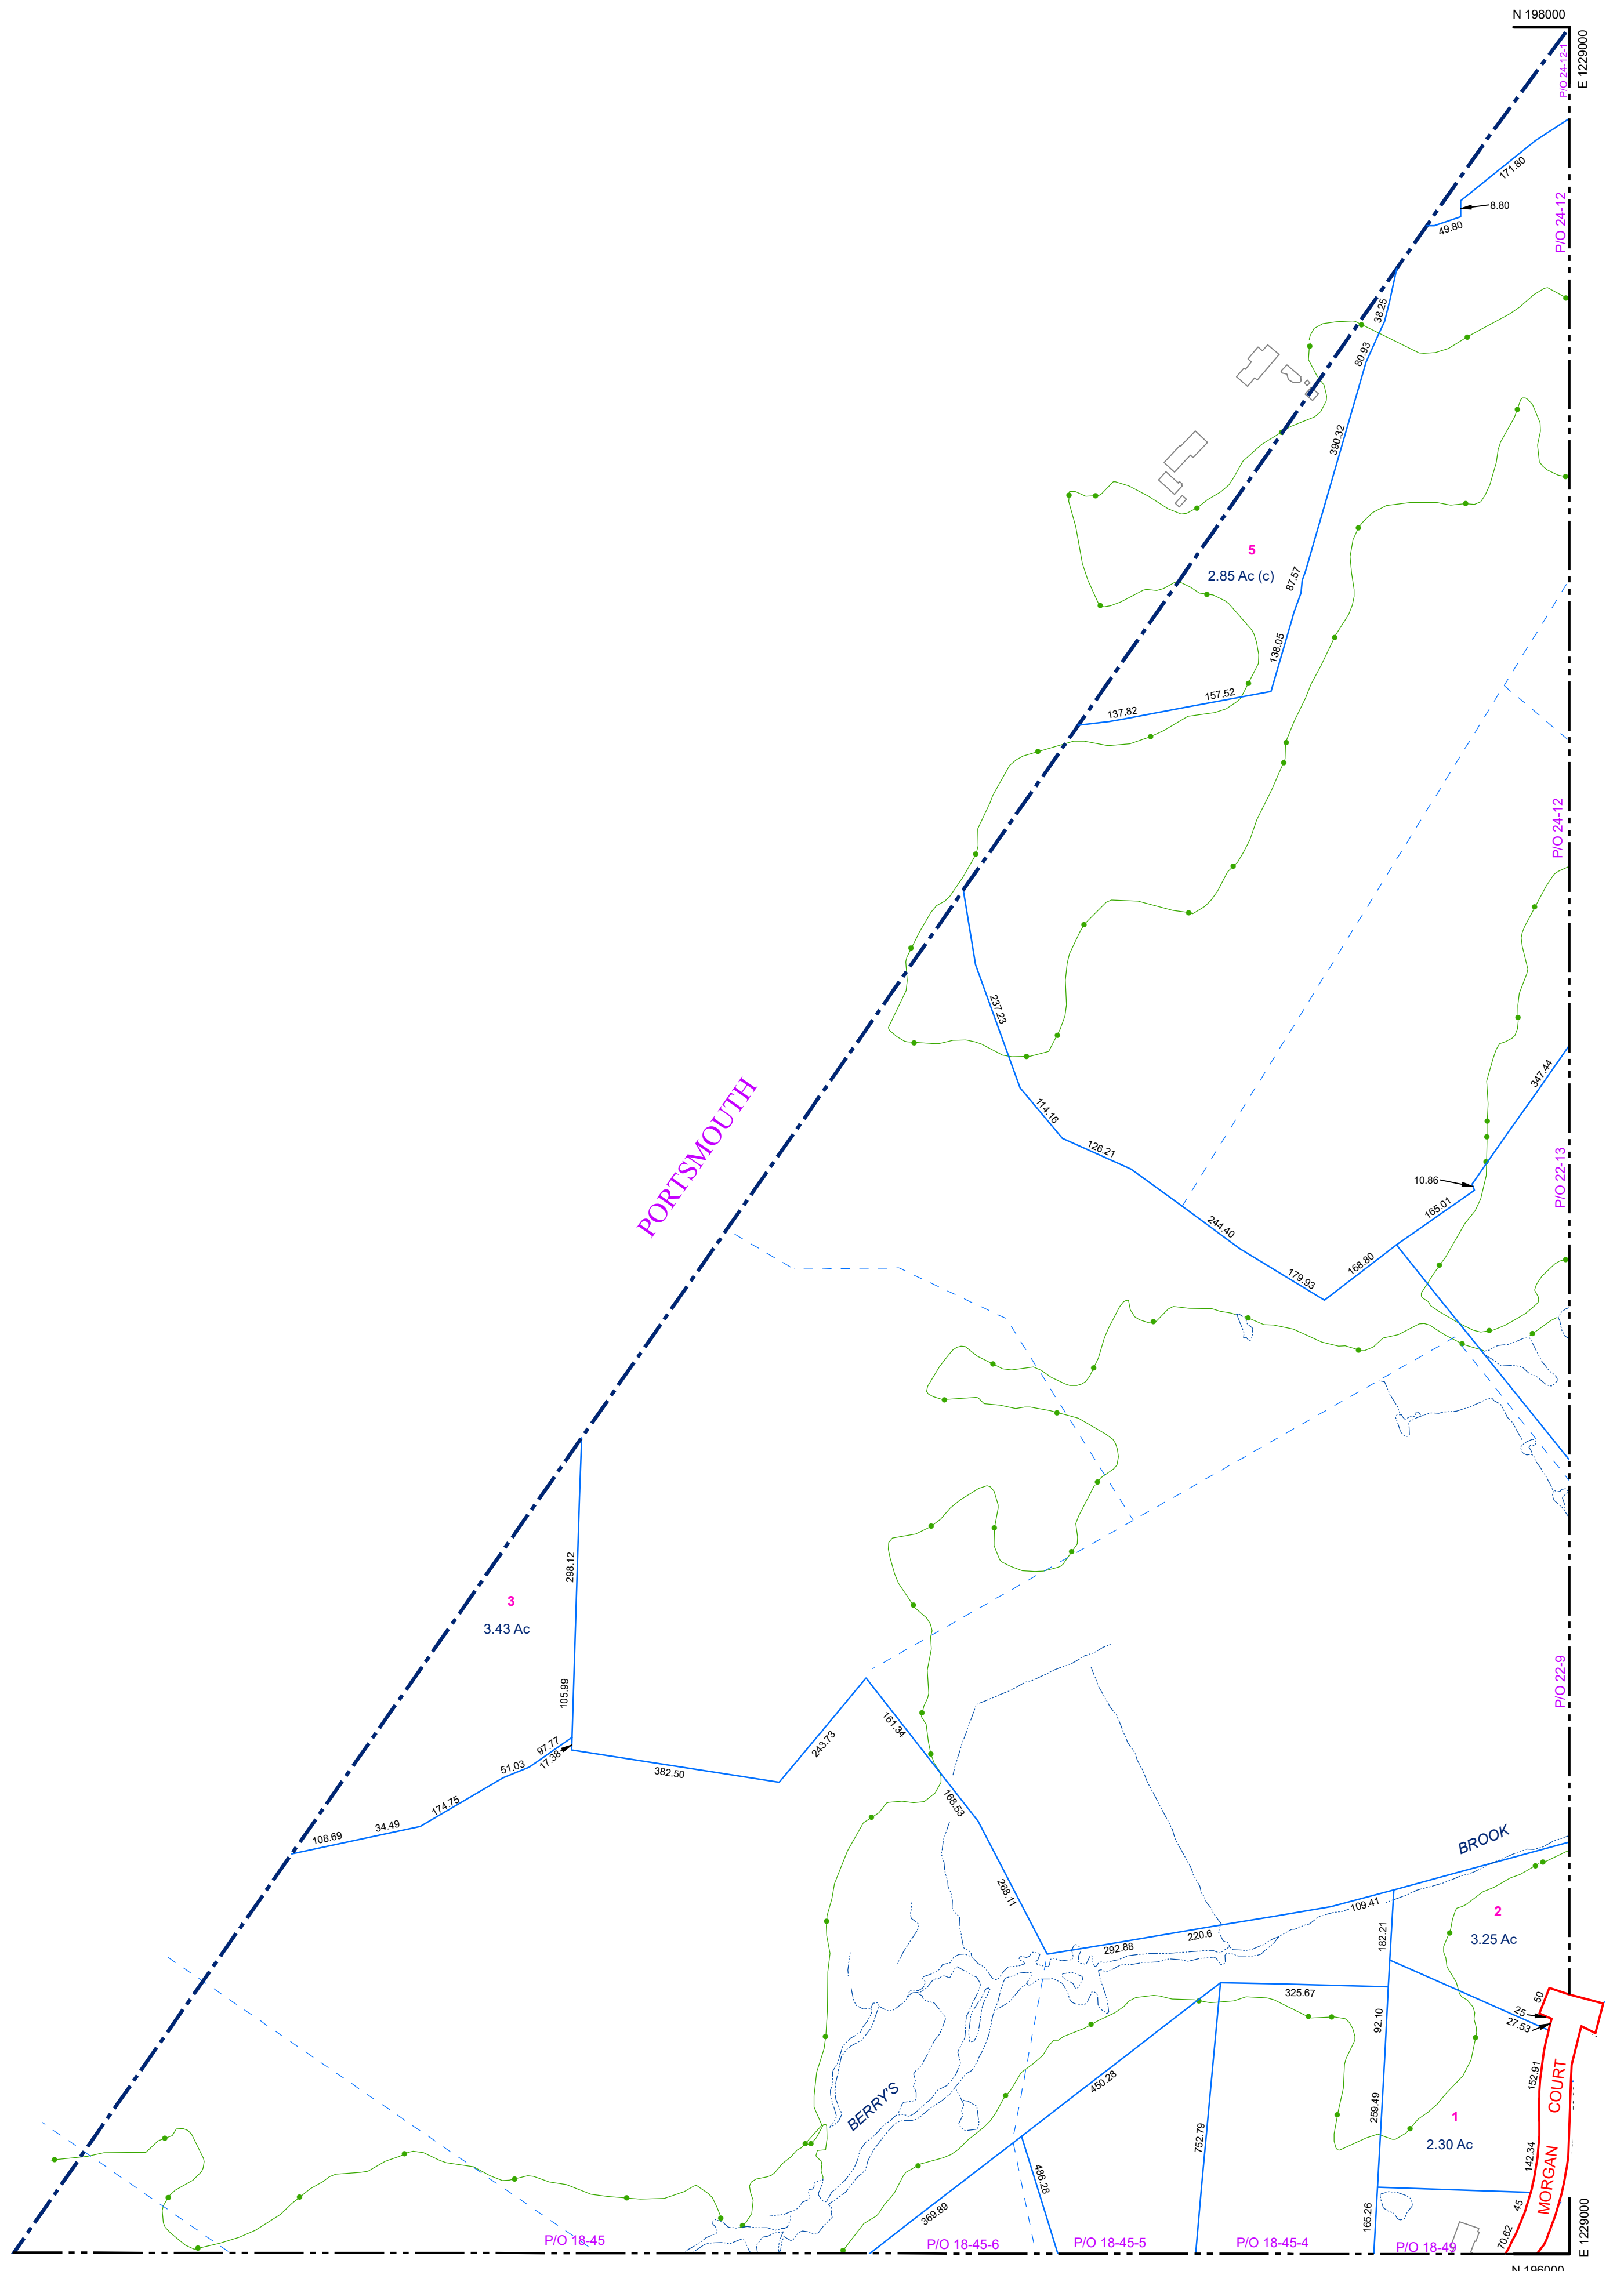 N 198000
E 1229000
P/O 24-12-1
171.80
8.80
49.80
P/O 24-12
38.25
80.93
390.32
5
2.85 Ac (c)
87.57
138.05
157.52
137.82
P/O 24-12
237.23
114.16
126.21
244.40
179.93
168.80
165.01
10.86
347.44
P/O 22-13
PORTSMOUTH
298.12
3
3.43 Ac
105.99
97.77
17.38
51.03
174.75
34.49
108.69
382.50
243.73
161.34
168.53
268.11
P/O 22-9
BROOK
109.41
220.6
292.88
182.21
2
3.25 Ac
50
25
27.53
325.67
92.10
450.28
259.49
152.91
COURT
1
2.30 Ac
BERRY'S
752.79
142.34
MORGAN
486.28
369.89
165.26
45
70.62
P/O 18-45
P/O 18-45-6
P/O 18-45-5
P/O 18-45-4
P/O 18-49
E 1229000
N 196000